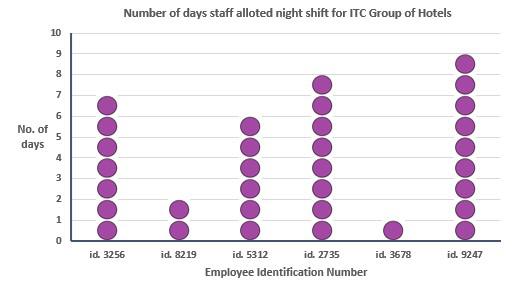 Number of days staff alloted night shift for ITC Group of Hotels
10
9
8
7
6
5
4
3
2
1
0
No. of
days
id. 3256 id. 8219 id. 5312 id. 2735 id. 3678 id. 9247
Employee Identification Number